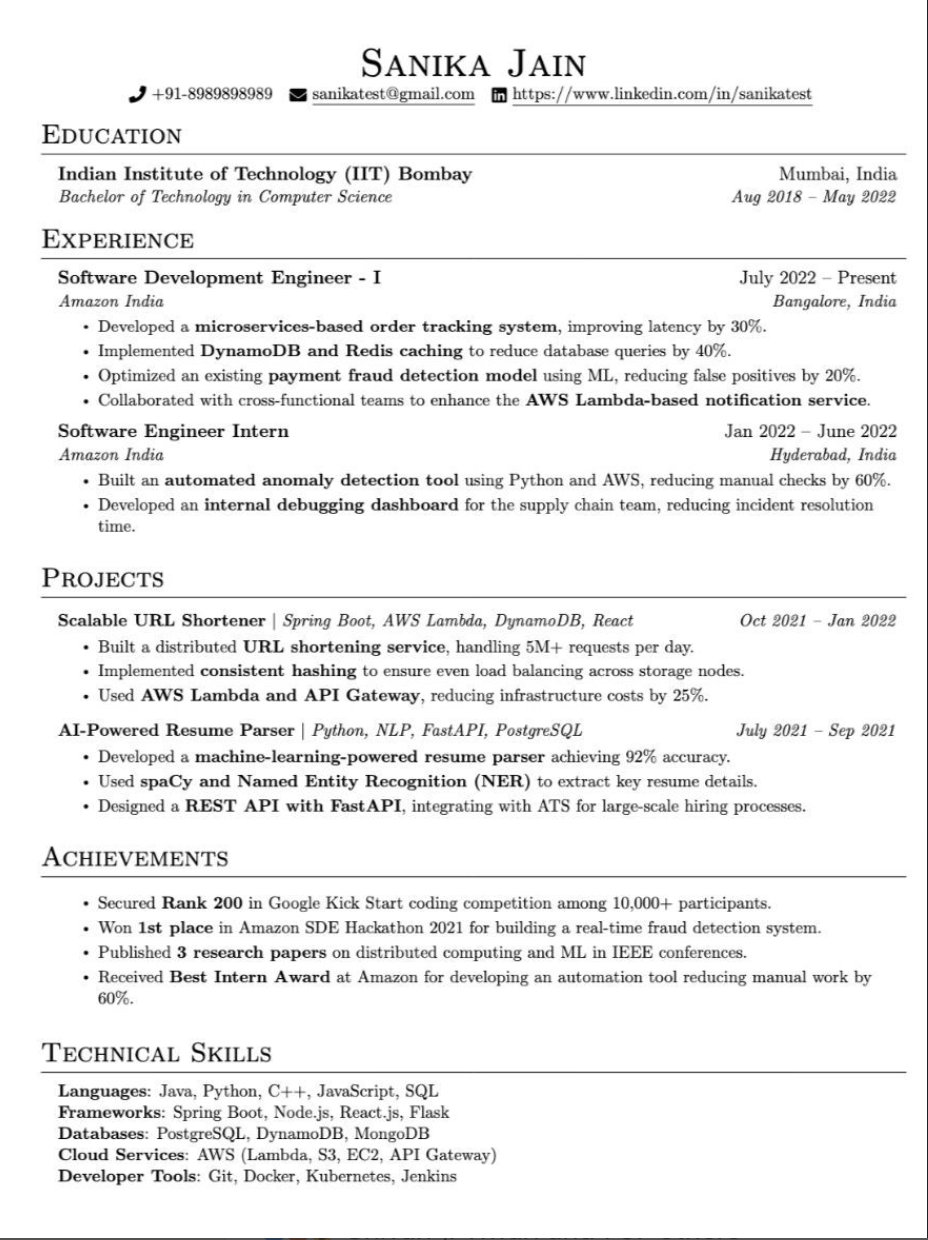 SANIKA JAIN
+91-8989898989 sanikatest@gmail.com https://www.linkedin.com/in/sanikatest
EDUCATION
Indian Institute of Technology (IIT) Bombay Mumbai, India
Bachelor of Technology in Computer Science Aug 2018 – May 2022
EXPERIENCE
Software Development Engineer - I July 2022 – Present
Amazon India Bangalore, India
• Developed a microservices-based order tracking system, improving latency by 30%.
• Implemented DynamoDB and Redis caching to reduce database queries by 40%.
• Optimized an existing payment fraud detection model using ML, reducing false positives by 20%.
• Collaborated with cross-functional teams to enhance the AWS Lambda-based notification service.
Software Engineer Intern Jan 2022 – June 2022
Amazon India Hyderabad, India
• Built an automated anomaly detection tool using Python and AWS, reducing manual checks by 60%.
• Developed an internal debugging dashboard for the supply chain team, reducing incident resolution
time.
PROJECTS
Scalable URL Shortener | Spring Boot, AWS Lambda, DynamoDB, React Oct 2021 – Jan 2022
• Built a distributed URL shortening service, handling 5M+ requests per day.
• Implemented consistent hashing to ensure even load balancing across storage nodes.
• Used AWS Lambda and API Gateway, reducing infrastructure costs by 25%.
AI-Powered Resume Parser | Python, NLP, FastAPI, PostgreSQL July 2021 – Sep 2021
• Developed a machine-learning-powered resume parser achieving 92% accuracy.
• Used spaCy and Named Entity Recognition (NER) to extract key resume details.
• Designed a REST API with FastAPI, integrating with ATS for large-scale hiring processes.
ACHIEVEMENTS
• Secured Rank 200 in Google Kick Start coding competition among 10,000+ participants.
• Won 1st place in Amazon SDE Hackathon 2021 for building a real-time fraud detection system.
• Published 3 research papers on distributed computing and ML in IEEE conferences.
• Received Best Intern Award at Amazon for developing an automation tool reducing manual work by
60%.
TECHNICAL SKILLS
Languages: Java, Python, C++, JavaScript, SQL
Frameworks: Spring Boot, Node.js, React.js, Flask
Databases: PostgreSQL, DynamoDB, MongoDB
Cloud Services: AWS (Lambda, S3, EC2, API Gateway)
Developer Tools: Git, Docker, Kubernetes, Jenkins